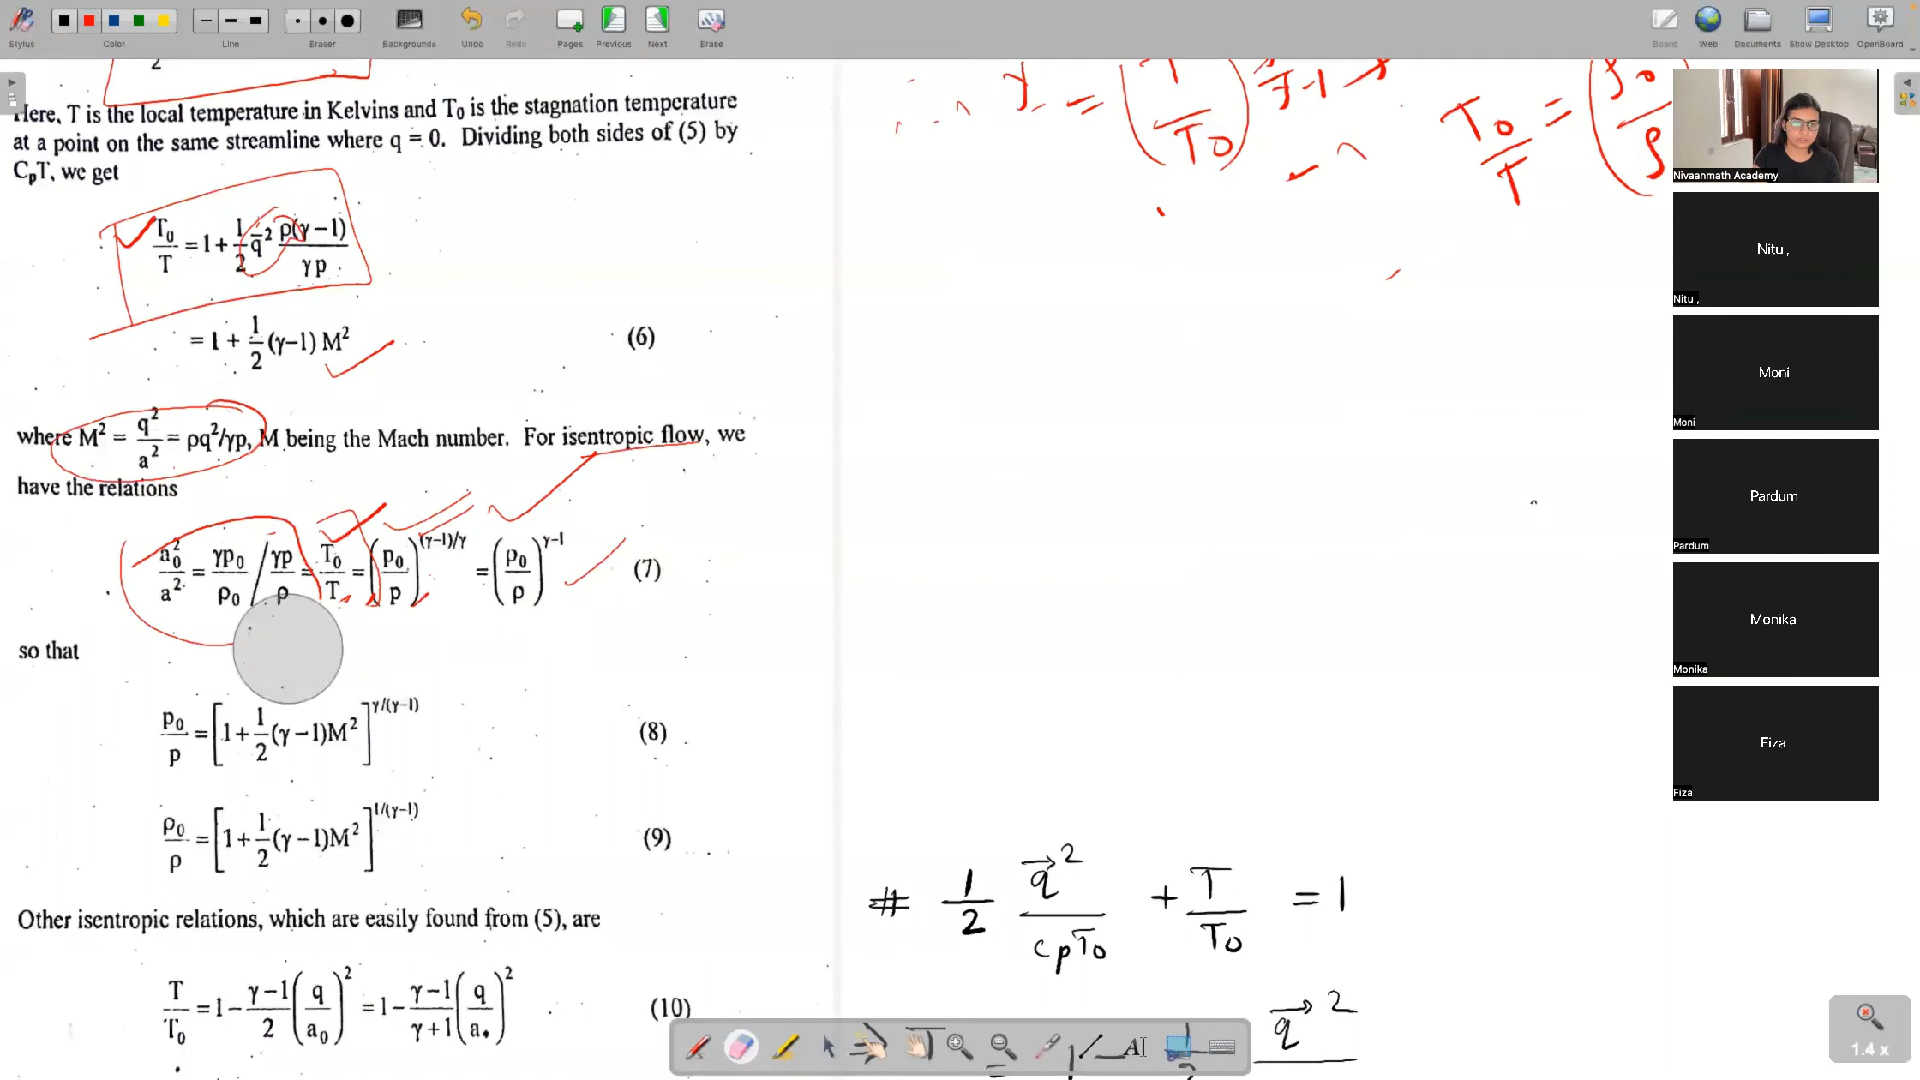 Stylus
Color
Line
Eraser
Backgrounds
Undo
Redo
Pages
Previous
Next
Erase
Board
Web
Documents
Show Desktop
OpenBoard
2
Here, T is the local temperature in Kelvins and T₀ is the stagnation temperature
at a point on the same streamline where q = 0. Dividing both sides of (5) by
CₚT, we get
T₀/T = 1 + 1/2 q̄² ρ(γ−1)/γp
= 1 + 1/2 (γ−1) M² (6)
where M² = q²/a² = ρq²/γp, M being the Mach number. For isentropic flow, we
have the relations
a₀²/a² = γp₀/ρ₀ / γp/ρ = T₀/T = (p₀/p)^(γ−1)/γ = (ρ₀/ρ)^γ−1 (7)
so that
p₀/p = [1 + 1/2 (γ−1)M²]^γ/(γ−1) (8)
ρ₀/ρ = [1 + 1/2 (γ−1)M²]^1/(γ−1) (9)
Other isentropic relations, which are easily found from (5), are
T/T₀ = 1 − γ−1/2 (q/a₀)² = 1 − γ−1/γ+1 (q/a*)² (10)
T₀/T =
# 1/2 q⃗²/cpT₀ + T/T₀ = 1
q⃗²
Nivaanmath Academy
Nitu ,
Nitu ,
Moni
Moni
Pardum
Pardum
Monika
Monika
Fiza
Fiza
1.4 x